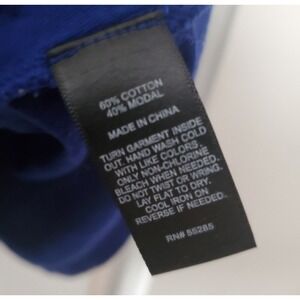 60% COTTON
40% MODAL
MADE IN CHINA
TURN GARMENT INSIDE
OUT. HAND WASH COLD
WITH LIKE COLORS.
ONLY NON-CHLORINE
BLEACH WHEN NEEDED.
DO NOT TWIST OR WRING.
LAY FLAT TO DRY.
COOL IRON ON
REVERSE IF NEEDED.
RN# 55285